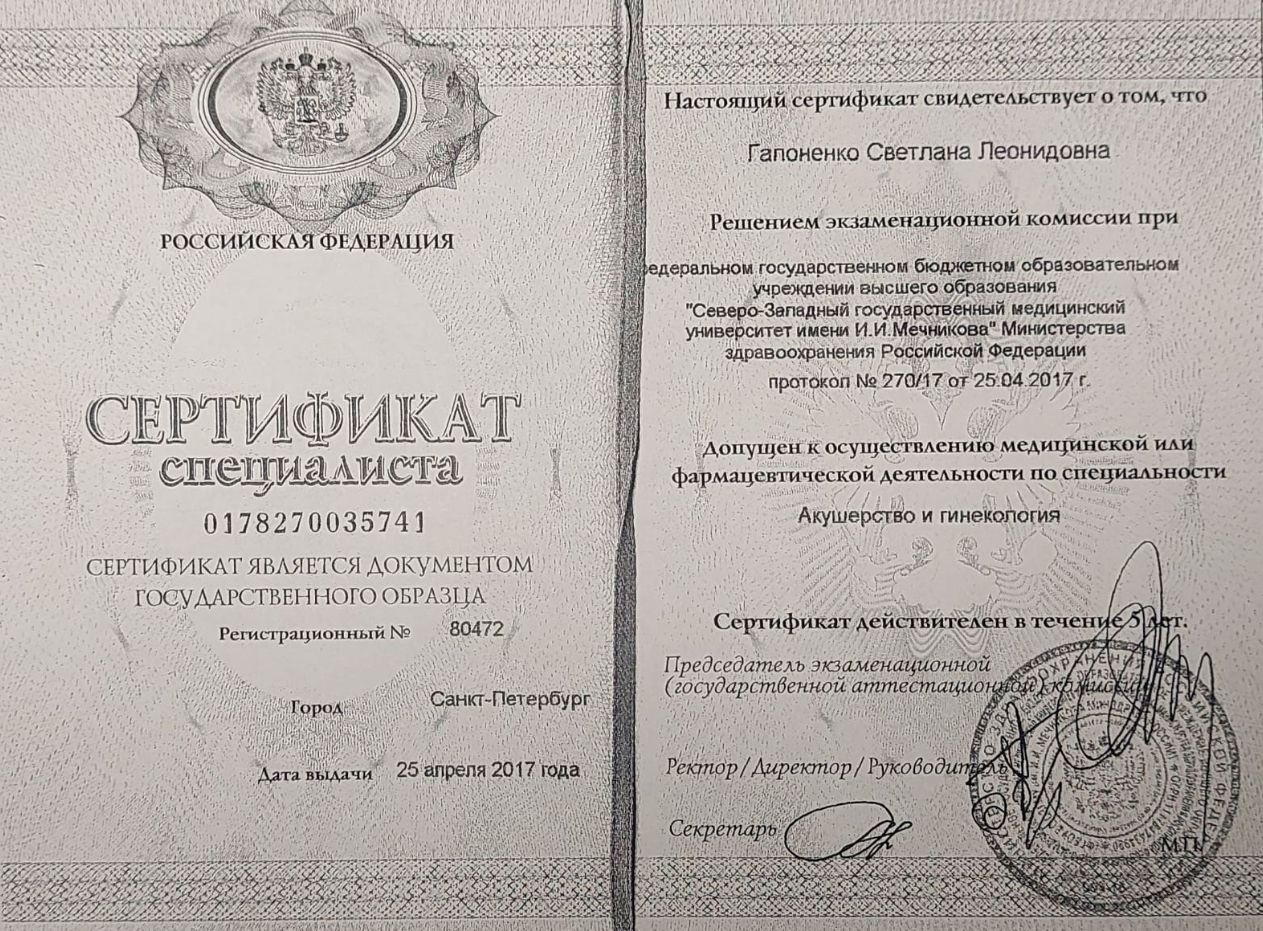 РОССИЙСКАЯ ФЕДЕРАЦИЯ
СЕРТИФИКАТ
специалиста
0178270035741
СЕРТИФИКАТ ЯВЛЯЕТСЯ ДОКУМЕНТОМ
ГОСУДАРСТВЕННОГО ОБРАЗЦА
Регистрационный № 80472
Город Санкт-Петербург
Дата выдачи 25 апреля 2017 года
Настоящий сертификат свидетельствует о том, что
Гапоненко Светлана Леонидовна
Решением экзаменационной комиссии при
едеральном государственном бюджетном образовательном
учреждении высшего образования
"Северо-Западный государственный медицинский
университет имени И.И.Мечникова" Министерства
здравоохранения Российской Федерации
протокол № 270/17 от 25.04.2017 г.
Допущен к осуществлению медицинской или
фармацевтической деятельности по специальности
Акушерство и гинекология
Сертификат действителен в течение 5 лет.
Председатель экзаменационной
(государственной аттестационной) комиссии
Ректор/Директор/Руководитель
Секретарь
М.П.